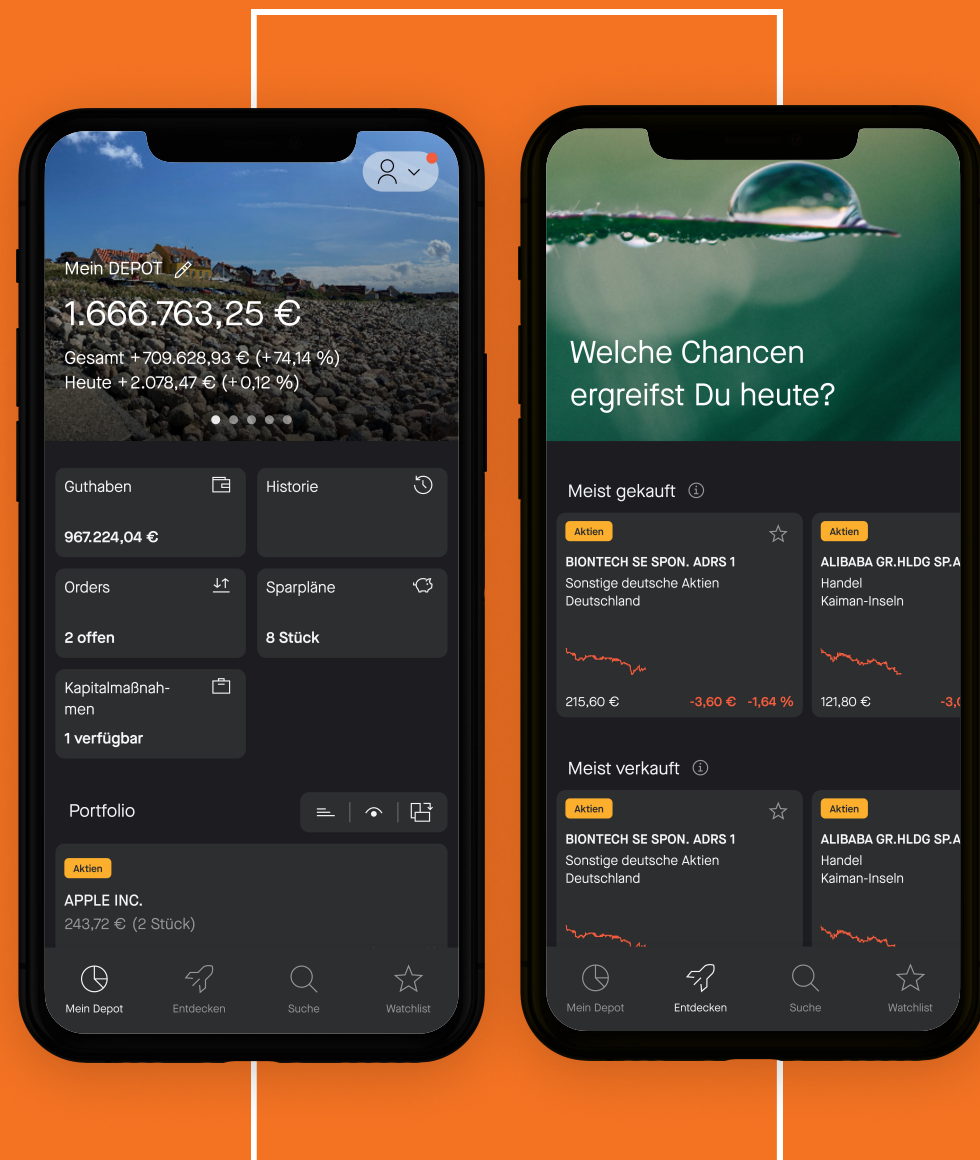 Mein DEPOT
1.666.763,25 €
Gesamt +709.628,93 € (+74,14 %)
Heute +2.078,47 € (+0,12 %)
Guthaben
967.224,04 €
Historie
Orders
2 offen
Sparpläne
8 Stück
Kapitalmaßnah-
men
1 verfügbar
Portfolio
Aktien
APPLE INC.
243,72 € (2 Stück)
Mein Depot
Entdecken
Suche
Watchlist
Welche Chancen
ergreifst Du heute?
Meist gekauft
Aktien
BIONTECH SE SPON. ADRS 1
Sonstige deutsche Aktien
Deutschland
215,60 € -3,60 € -1,64 %
Aktien
ALIBABA GR.HLDG SP.A
Handel
Kaiman-Inseln
121,80 € -3,0
Meist verkauft
Aktien
BIONTECH SE SPON. ADRS 1
Sonstige deutsche Aktien
Deutschland
Aktien
ALIBABA GR.HLDG SP.A
Handel
Kaiman-Inseln
Mein Depot
Entdecken
Suche
Watchlist